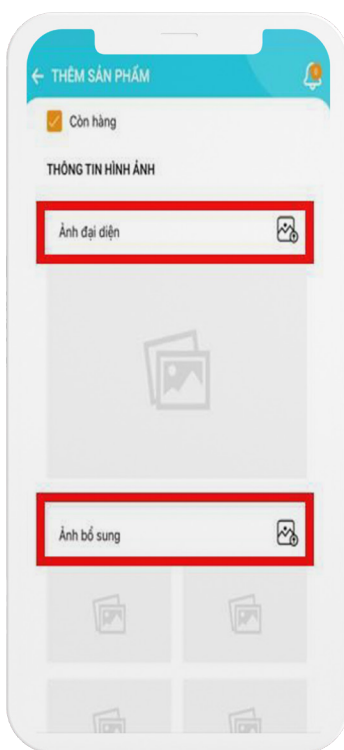 THÊM SẢN PHẨM
Còn hàng
THÔNG TIN HÌNH ẢNH
Ảnh đại diện
Ảnh bổ sung